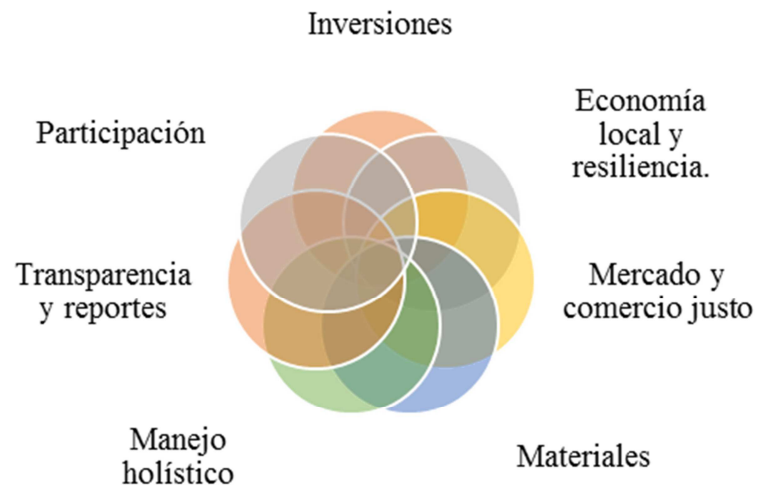 Inversiones
Economía
local y
resiliencia.
Mercado y
comercio justo
Materiales
Manejo
holístico
Transparencia
y reportes
Participación